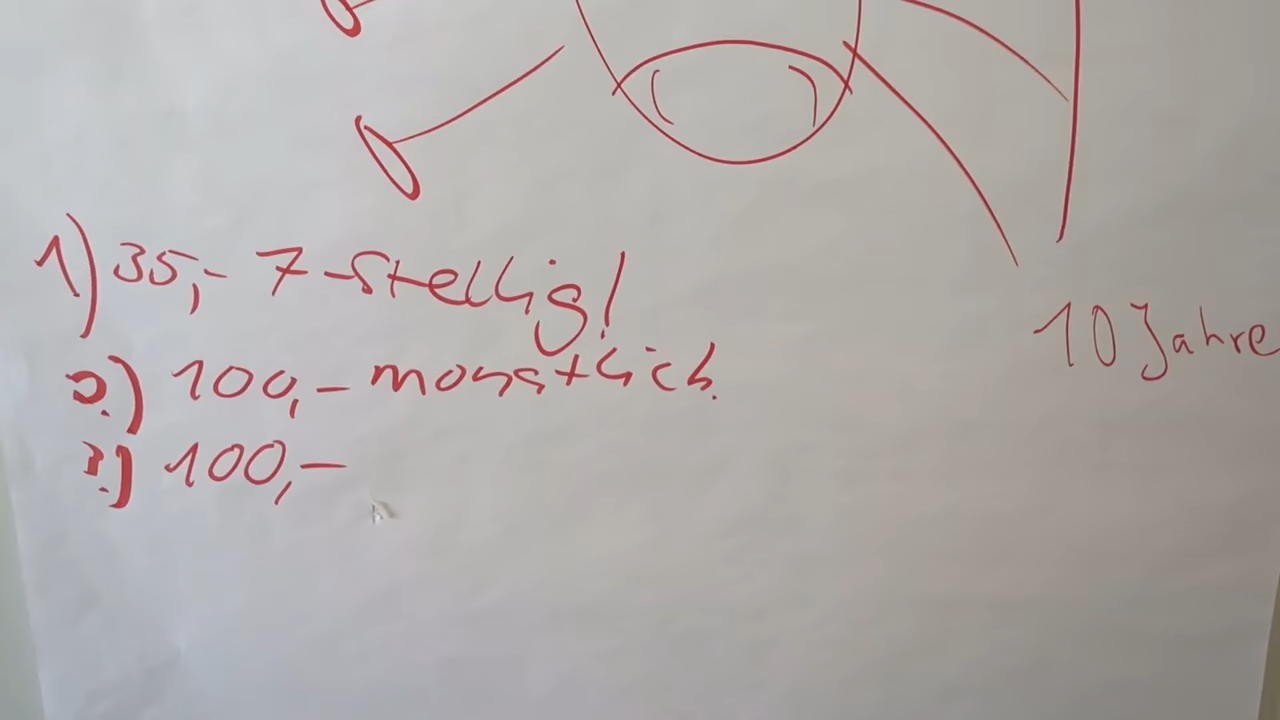 1) 35,- 7-stellig!
2.) 100,- monatlich.
3.) 100,-
10 Jahre